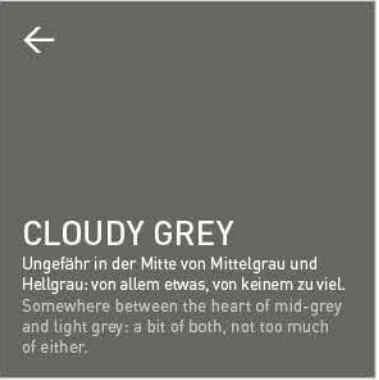 CLOUDY GREY
Ungefähr in der Mitte von Mittelgrau und
Hellgrau: von allem etwas, von keinem zu viel.
Somewhere between the heart of mid-grey
and light grey: a bit of both, not too much
of either.